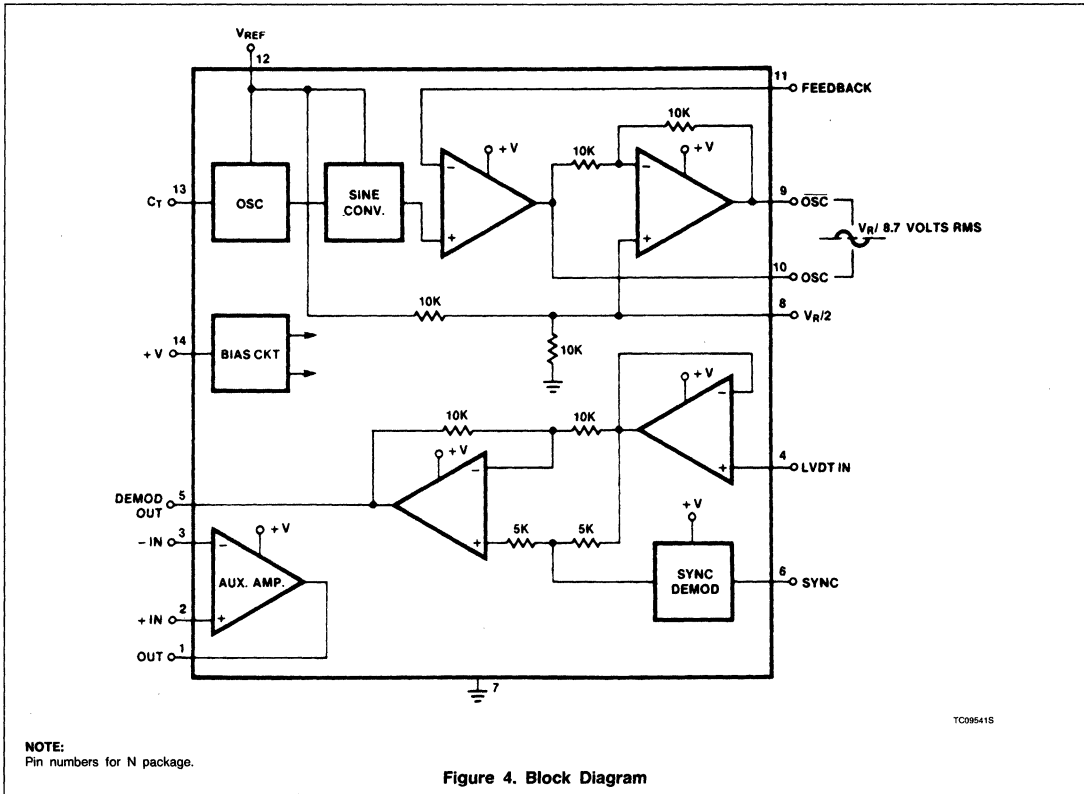 VREF
12
11
FEEDBACK
10K
10K
+V
+V
CT
13
OSC
SINE
CONV.
−
+
−
+
9
OSC
VR/ 8.7 VOLTS RMS
10
OSC
10K
8
VR/2
14
+V
BIAS CKT
10K
+V
−
+
10K
10K
4
LVDT IN
+V
−
+
DEMOD
OUT
5
5K
5K
+V
SYNC
DEMOD
6
SYNC
−IN
3
+V
−
AUX. AMP.
+
+IN
2
OUT
1
7
TC09541S
NOTE:
Pin numbers for N package.
Figure 4. Block Diagram